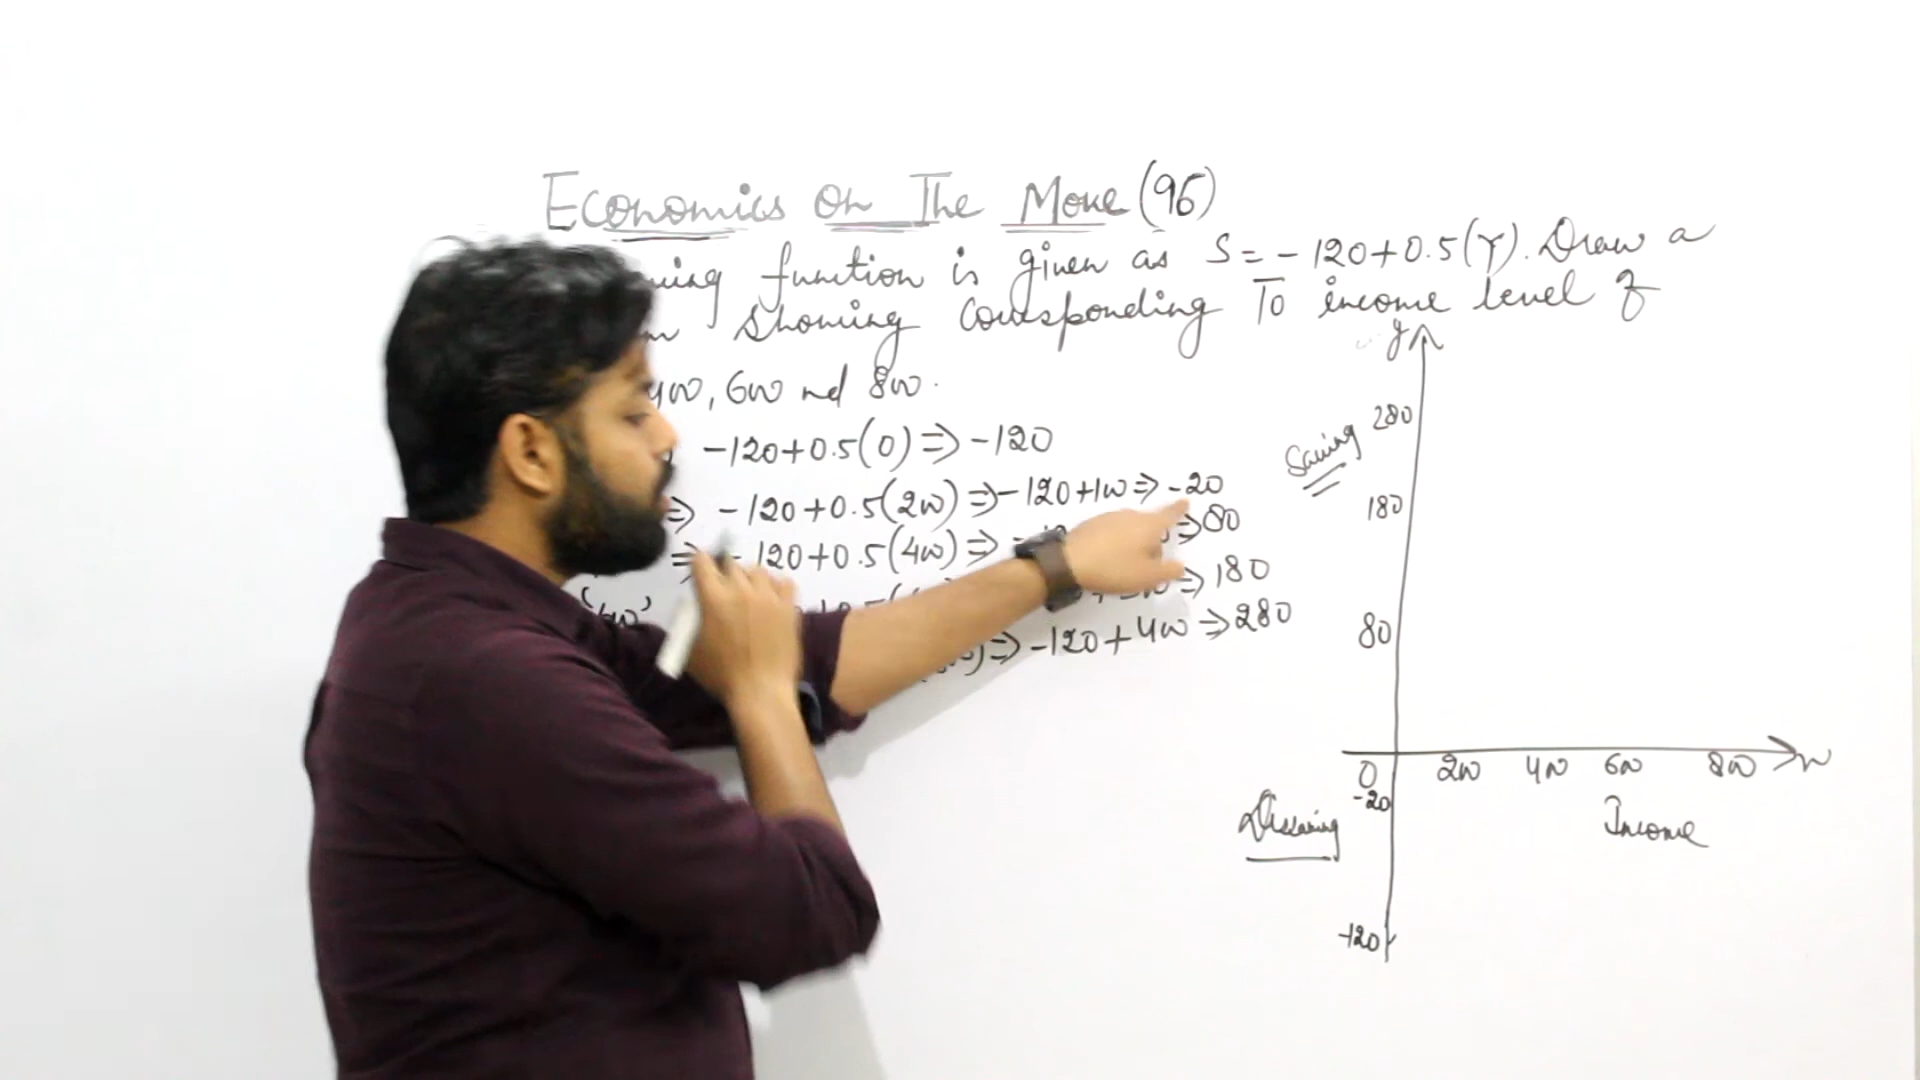 Economics On The Move (96)
function is given as S = -120+0.5(Y). Draw a
showing corresponding To income level of
400, 600 nd 800.
-120+0.5(0) => -120
=> -120+0.5(200) => -120+100 => -20
=> -120+0.5(400) => => 80
=> 180
=> -120+400 => 280
y
280
Saving
180
80
0 200 400 600 800
-20
Dissaving
Income
-120